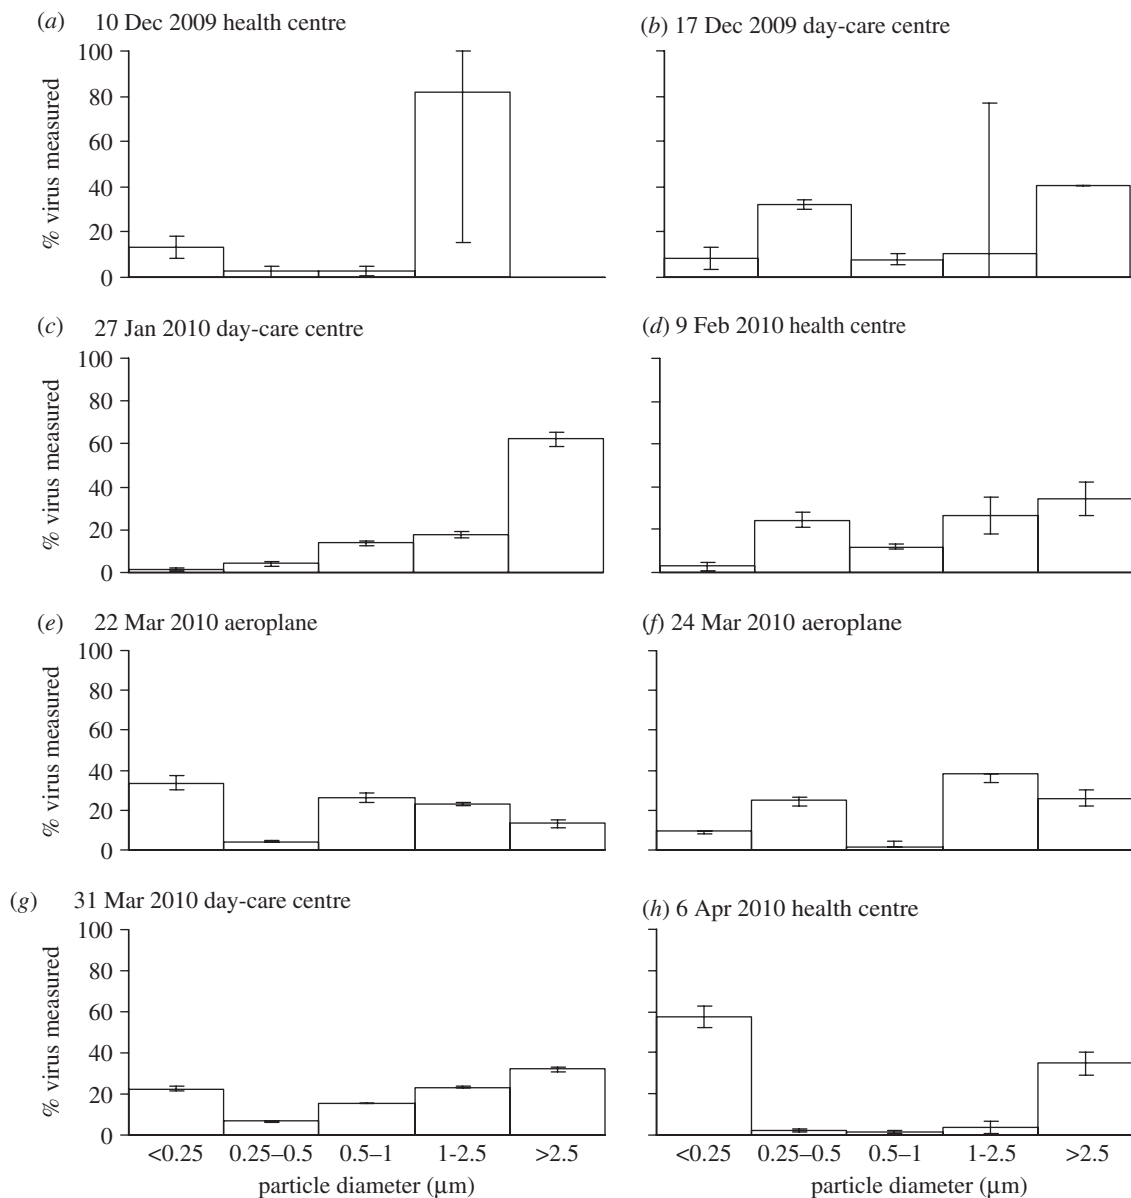 (a) 10 Dec 2009 health centre
(b) 17 Dec 2009 day-care centre
% virus measured
100
80
60
40
20
0
(c) 27 Jan 2010 day-care centre
(d) 9 Feb 2010 health centre
% virus measured
100
80
60
40
20
0
(e) 22 Mar 2010 aeroplane
(f) 24 Mar 2010 aeroplane
% virus measured
100
80
60
40
20
0
(g) 31 Mar 2010 day-care centre
(h) 6 Apr 2010 health centre
% virus measured
100
80
60
40
20
0
<0.25 0.25–0.5 0.5–1 1-2.5 >2.5
particle diameter (µm)
<0.25 0.25–0.5 0.5–1 1-2.5 >2.5
particle diameter (µm)